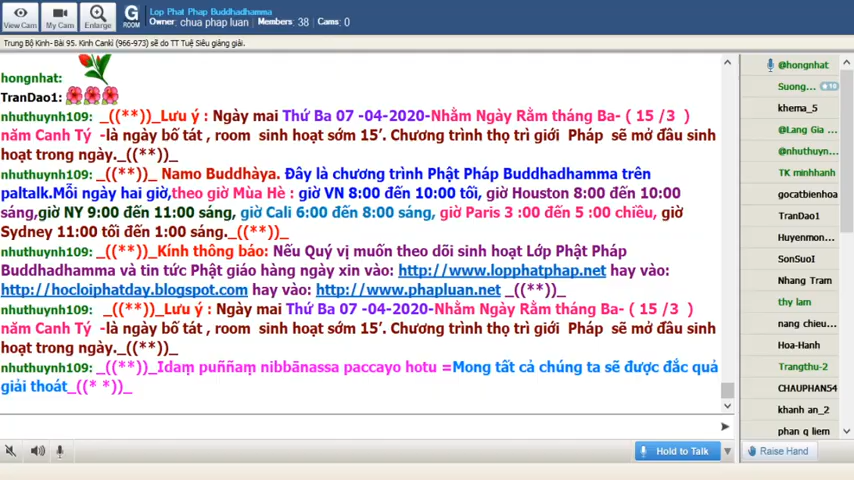 View Cam
My Cam
Enlarge
G
ROOM
Lop Phat Phap Buddhadhamma
Owner: chua phap luan Members: 38 Cams: 0
Trung Bộ Kinh- Bài 95. Kinh Canki (966-973) sẽ do TT Tuệ Siêu giảng giải.
hongnhat:
TranDao1:
nhuthuynh109: _((**))_Lưu ý : Ngày mai Thứ Ba 07 -04-2020-Nhằm Ngày Rằm tháng Ba- ( 15 /3 )
năm Canh Tý -là ngày bố tát , room sinh hoạt sớm 15’. Chương trình thọ trì giới Pháp sẽ mở đầu sinh
hoạt trong ngày._((**))_
nhuthuynh109: _((**))_ Namo Buddhàya. Đây là chương trình Phật Pháp Buddhadhamma trên
paltalk.Mỗi ngày hai giờ,theo giờ Mùa Hè : giờ VN 8:00 đến 10:00 tối, giờ Houston 8:00 đến 10:00
sáng,giờ NY 9:00 đến 11:00 sáng, giờ Cali 6:00 đến 8:00 sáng, giờ Paris 3 :00 đến 5 :00 chiều, giờ
Sydney 11:00 tối đến 1:00 sáng._((**))_
nhuthuynh109: _((**))_Kính thông báo: Nếu Quý vị muốn theo dõi sinh hoạt Lớp Phật Pháp
Buddhadhamma và tin tức Phật giáo hàng ngày xin vào: http://www.lopphatphap.net hay vào:
http://hocloiphatday.blogspot.com hay vào: http://www.phapluan.net _((**))_
nhuthuynh109: _((**))_Lưu ý : Ngày mai Thứ Ba 07 -04-2020-Nhằm Ngày Rằm tháng Ba- ( 15 /3 )
năm Canh Tý -là ngày bố tát , room sinh hoạt sớm 15’. Chương trình thọ trì giới Pháp sẽ mở đầu sinh
hoạt trong ngày._((**))_
nhuthuynh109: _((**))_Idaṃ puññaṃ nibbānassa paccayo hotu =Mong tất cả chúng ta sẽ được đắc quả
giải thoát_((* *))_
Hold to Talk
@hongnhat
Suong... 10
khema_5
@Lang Gia ...
@nhuthuyn...
TK minhhanh
gocatbienhoa
TranDao1
Huyenmon...
SonSuoI
Nhang Tram
thy lam
nang chieu...
Hoa-Hanh
Trangthu-2
CHAUPHAN54
khanh an_2
phan q liem
Raise Hand